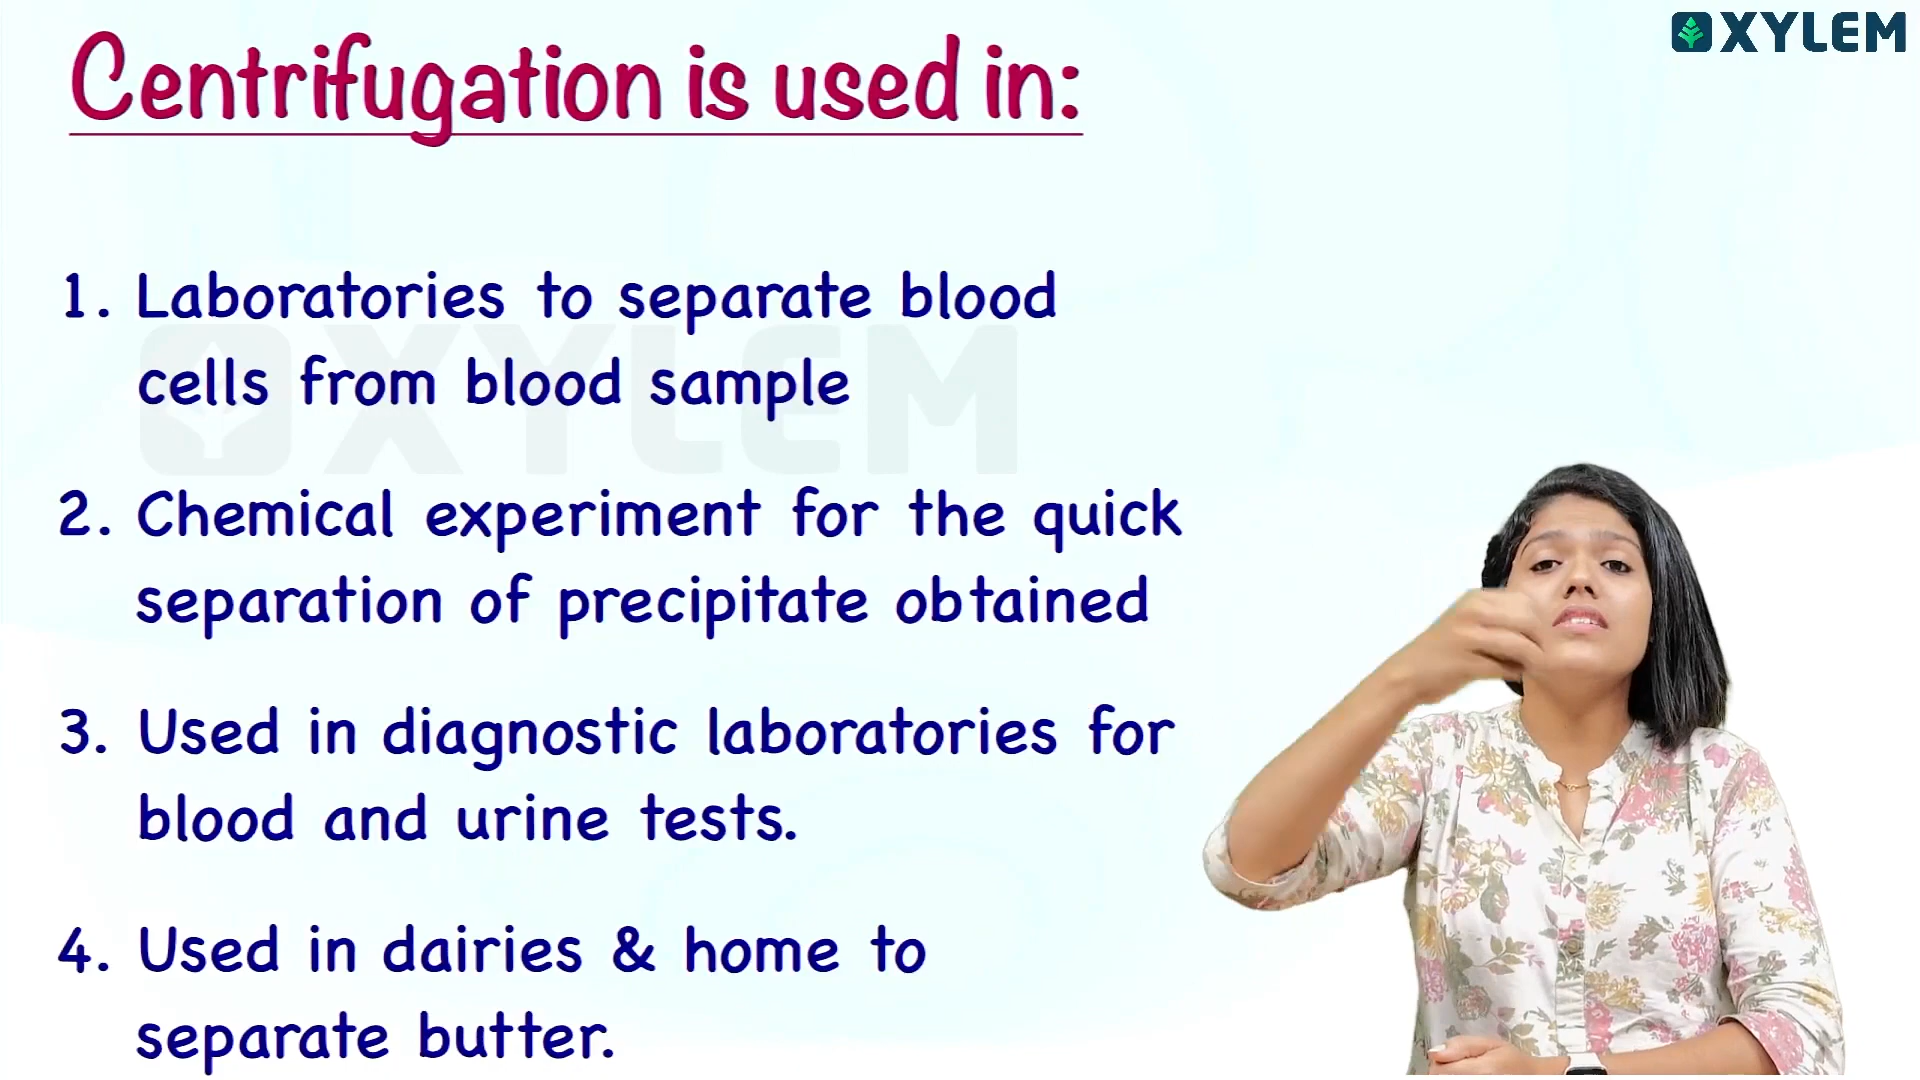 XYLEM
Centrifugation is used in:
1. Laboratories to separate blood
cells from blood sample
XYLEM
2. Chemical experiment for the quick
separation of precipitate obtained
3. Used in diagnostic laboratories for
blood and urine tests.
4. Used in dairies & home to
separate butter.